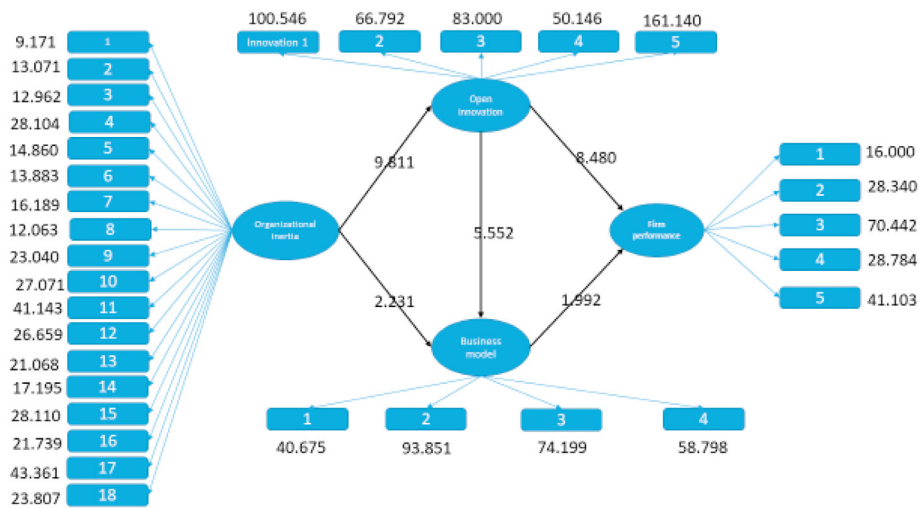 100.546 66.792 83.000 50.146 161.140
Innovation 1 2 3 4 5
9.171 1
13.071 2
12.962 3
28.104 4
14.860 5
13.883 6
16.189 7
12.063 8
23.040 9
27.071 10
41.143 11
26.659 12
21.068 13
17.195 14
28.110 15
21.739 16
43.361 17
23.807 18
Organizational
inertia
Open
innovation
9.811
8.480
5.552
2.231
1.992
Firm
performance
Business
model
1 16.000
2 28.340
3 70.442
4 28.784
5 41.103
1 2 3 4
40.675 93.851 74.199 58.798